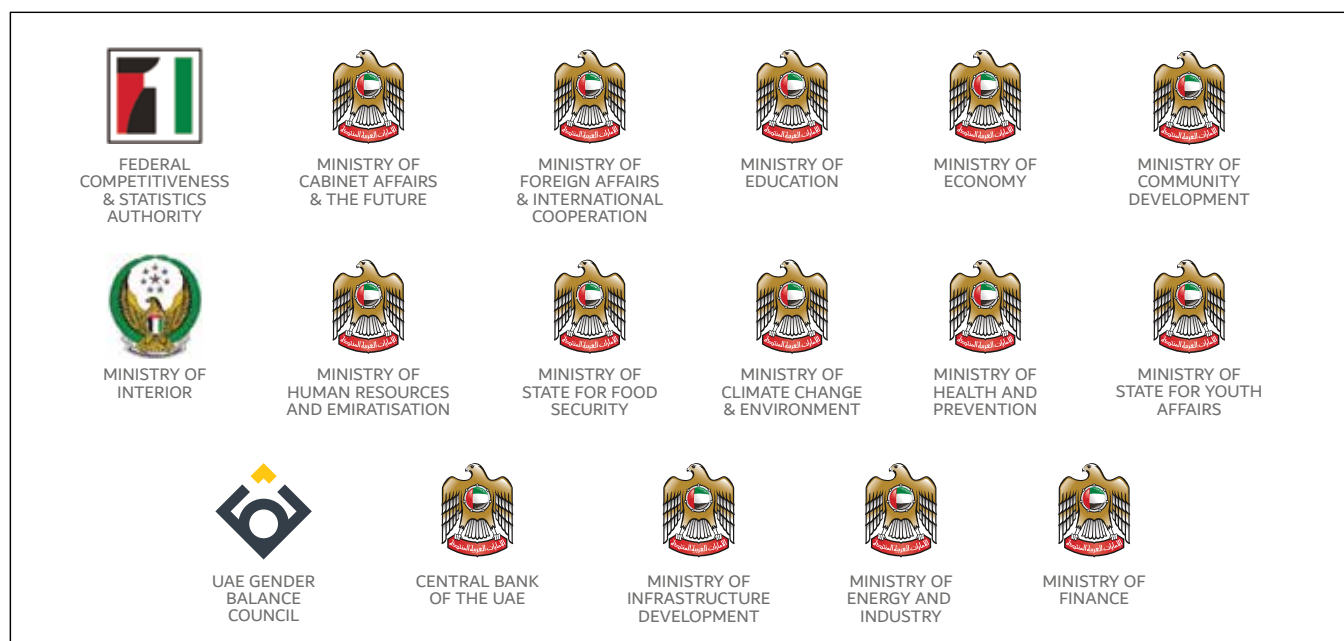 FEDERAL
COMPETITIVENESS
& STATISTICS
AUTHORITY
MINISTRY OF
CABINET AFFAIRS
& THE FUTURE
MINISTRY OF
FOREIGN AFFAIRS
& INTERNATIONAL
COOPERATION
MINISTRY OF
EDUCATION
MINISTRY OF
ECONOMY
MINISTRY OF
COMMUNITY
DEVELOPMENT
MINISTRY OF
INTERIOR
MINISTRY OF
HUMAN RESOURCES
AND EMIRATISATION
MINISTRY OF
STATE FOR FOOD
SECURITY
MINISTRY OF
CLIMATE CHANGE
& ENVIRONMENT
MINISTRY OF
HEALTH AND
PREVENTION
MINISTRY OF
STATE FOR YOUTH
AFFAIRS
UAE GENDER
BALANCE
COUNCIL
CENTRAL BANK
OF THE UAE
MINISTRY OF
INFRASTRUCTURE
DEVELOPMENT
MINISTRY OF
ENERGY AND
INDUSTRY
MINISTRY OF
FINANCE